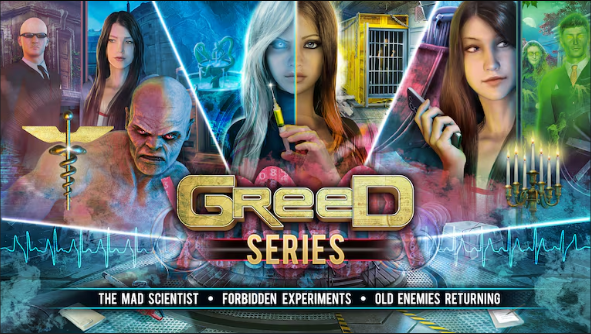 GREED
SERIES
THE MAD SCIENTIST • FORBIDDEN EXPERIMENTS • OLD ENEMIES RETURNING